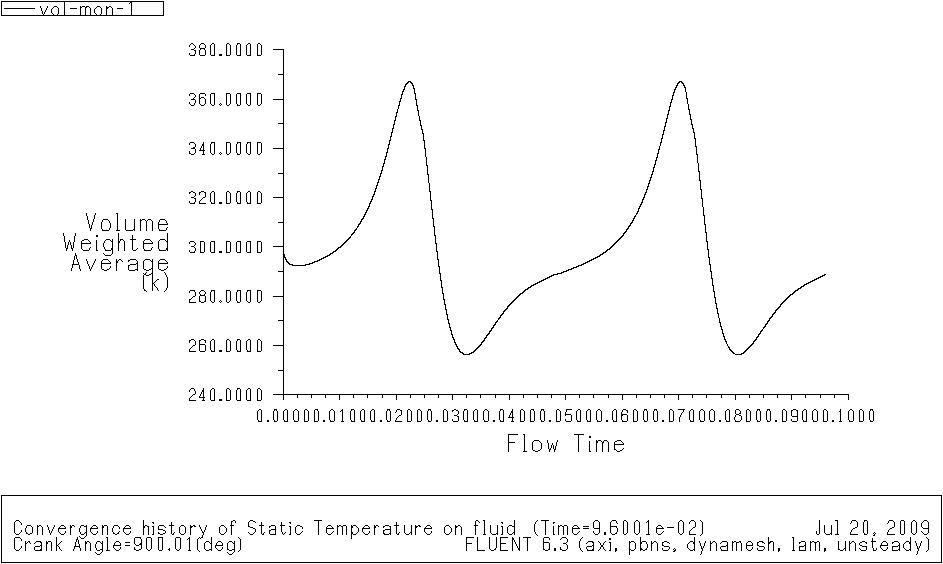 vol-mon-1
380.0000
360.0000
340.0000
320.0000
300.0000
280.0000
260.0000
240.0000
Volume
Weighted
Average
(k)
0.00000.01000.02000.03000.04000.05000.06000.07000.08000.09000.1000
Flow Time
Convergence history of Static Temperature on fluid (Time=9.6001e-02) Jul 20, 2009
Crank Angle=900.01(deg) FLUENT 6.3 (axi, pbns, dynamesh, lam, unsteady)